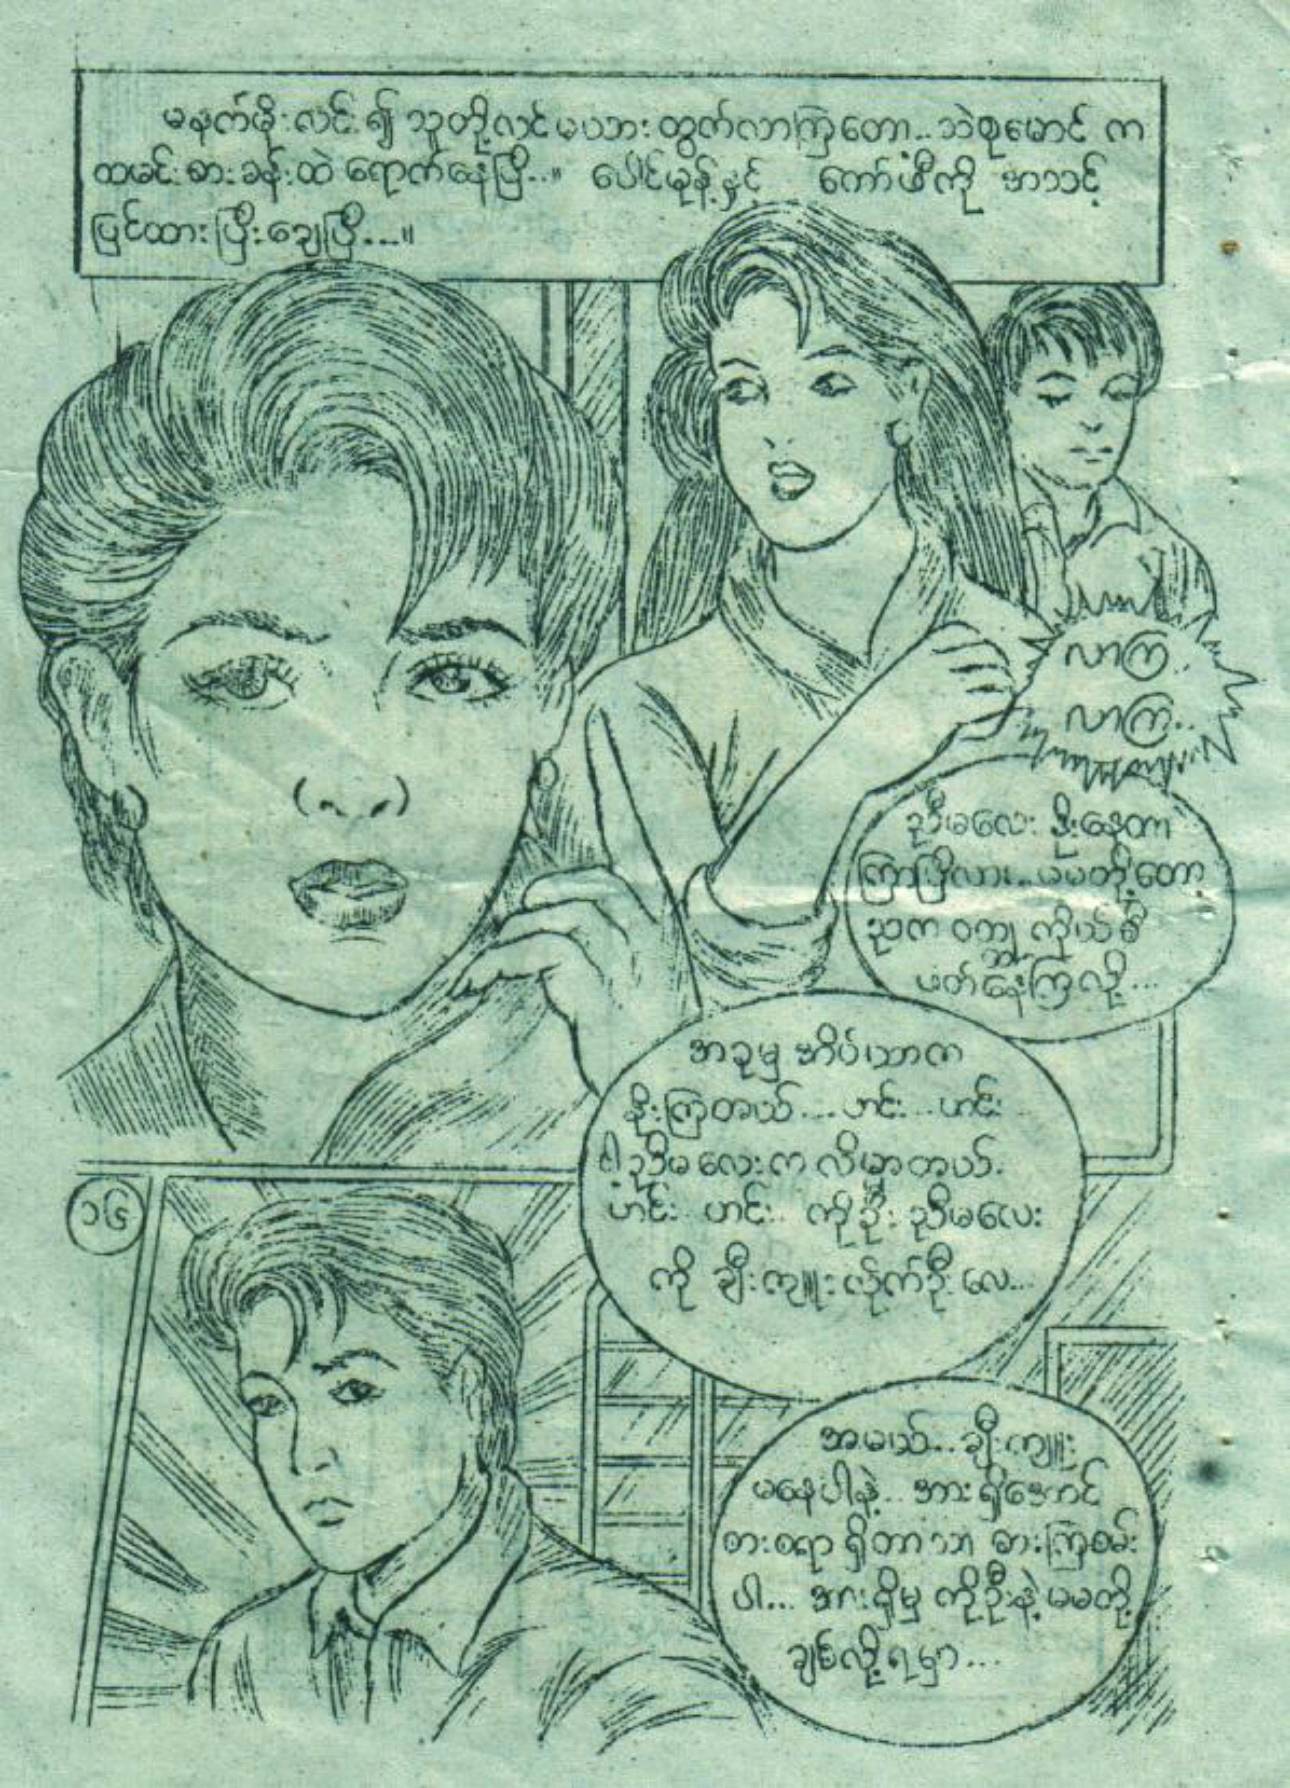 မနက်မိုးလင်း၍ သူတို့လင်မယား ထွက်လာကြတော့.. ဘဲစုမောင် က
ထမင်းစားခန်းထဲ ရောက်နေပြီ..။ ပေါင်မုန့်နှင့် ကော်ဖီကို အသင့်
ပြင်ထားပြီးချေပြီ...။
လာကြ..
လာကြ..
ညီမလေး နိုးနေတာ
ကြာပြီလား... မမတို့တော့
ညက ဝတ္ထု ကိုယ်စီ
ဖတ်နေကြလို့...
အခုမှ အိပ်ယာက
နိုးကြတယ်.... ဟင်း... ဟင်း
ငါ့ညီမလေးက လိမ္မာတယ်.
ဟင်း ဟင်း.. ကိုဦး ညီမလေး
ကို ချီးကျူးလိုက်ဦးလေ...
၁၆
အမယ်... ချီးကျူး
မနေပါနဲ့... အားရှိအောင်
စားစရာ ရှိတာသာ စားကြစမ်း
ပါ... အားရှိမှ ကိုဦးနဲ့ မမတို့
ချစ်လို့ရမှာ...